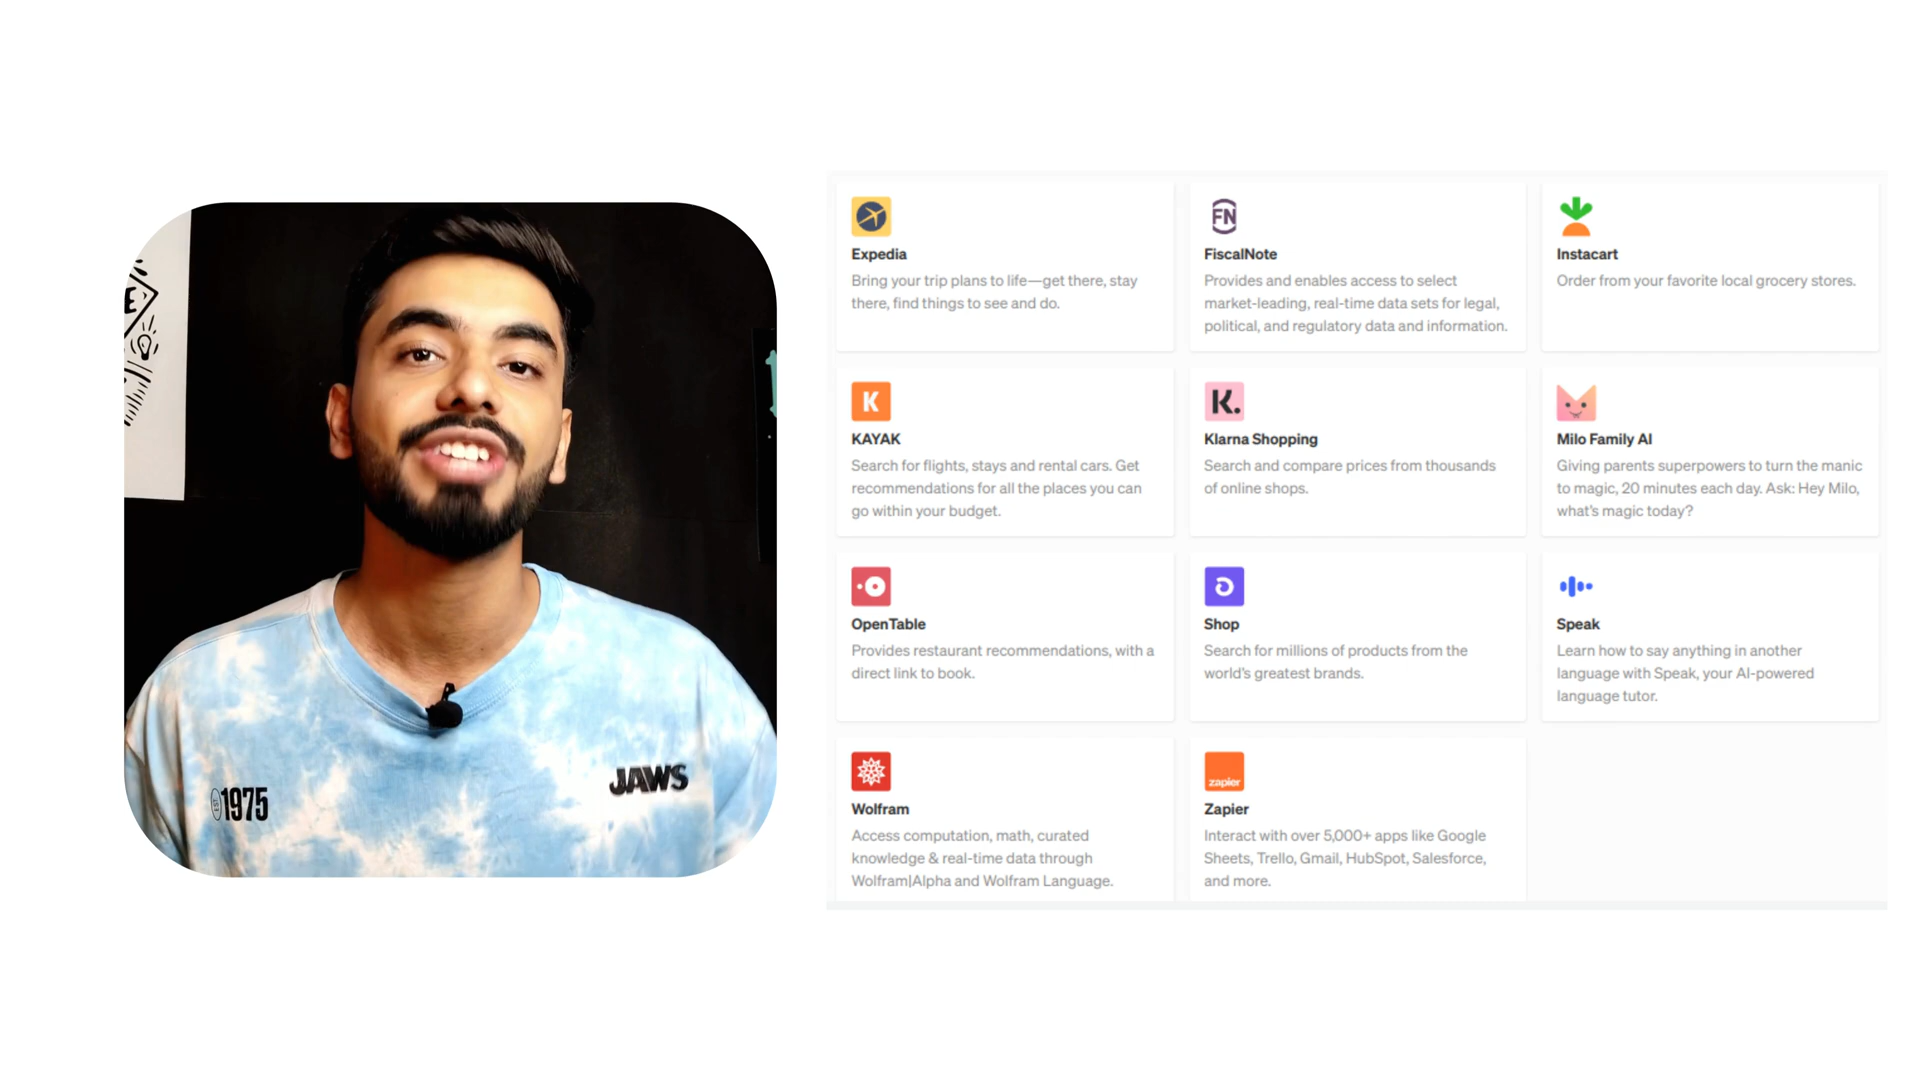 E
EST
1975
JAWS
Expedia
Bring your trip plans to life—get there, stay
there, find things to see and do.
FN
FiscalNote
Provides and enables access to select
market-leading, real-time data sets for legal,
political, and regulatory data and information.
Instacart
Order from your favorite local grocery stores.
K
KAYAK
Search for flights, stays and rental cars. Get
recommendations for all the places you can
go within your budget.
K.
Klarna Shopping
Search and compare prices from thousands
of online shops.
Milo Family AI
Giving parents superpowers to turn the manic
to magic, 20 minutes each day. Ask: Hey Milo,
what's magic today?
OpenTable
Provides restaurant recommendations, with a
direct link to book.
Shop
Search for millions of products from the
world's greatest brands.
Speak
Learn how to say anything in another
language with Speak, your AI-powered
language tutor.
Wolfram
Access computation, math, curated
knowledge & real-time data through
Wolfram|Alpha and Wolfram Language.
zapier
Zapier
Interact with over 5,000+ apps like Google
Sheets, Trello, Gmail, HubSpot, Salesforce,
and more.